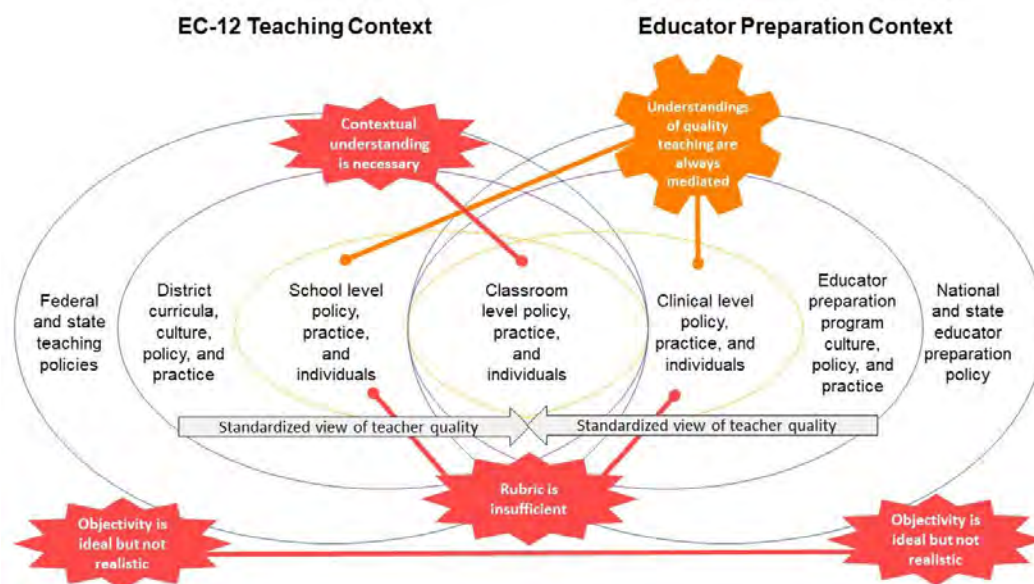 EC-12 Teaching Context
Educator Preparation Context
Contextual
understanding
is necessary
Understandings
of quality
teaching are
always
mediated
Federal
and state
teaching
policies
District
curricula,
culture,
policy, and
practice
School level
policy,
practice,
and
individuals
Classroom
level policy,
practice,
and
individuals
Clinical level
policy,
practice, and
individuals
Educator
preparation
program
culture,
policy, and
practice
National
and state
educator
preparation
policy
Standardized view of teacher quality
Standardized view of teacher quality
Rubric is
insufficient
Objectivity is
ideal but not
realistic
Objectivity is
ideal but not
realistic